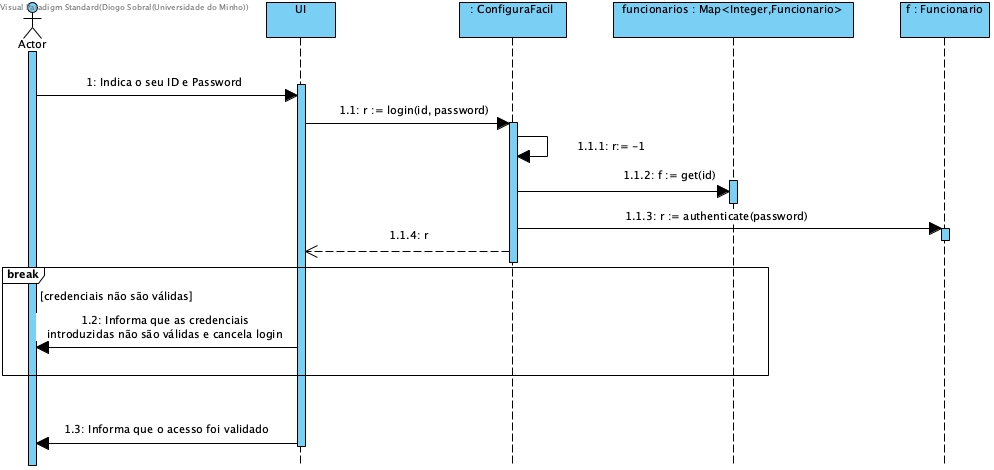 Visual Paradigm Standard(Diogo Sobral(Universidade do Minho))
UI
: ConfiguraFacil
funcionarios : Map<Integer,Funcionario>
f : Funcionario
Actor
1: Indica o seu ID e Password
1.1: r := login(id, password)
1.1.1: r:= -1
1.1.2: f := get(id)
1.1.3: r := authenticate(password)
1.1.4: r
break
[credenciais não são válidas]
1.2: Informa que as credenciais
introduzidas não são válidas e cancela login
1.3: Informa que o acesso foi validado